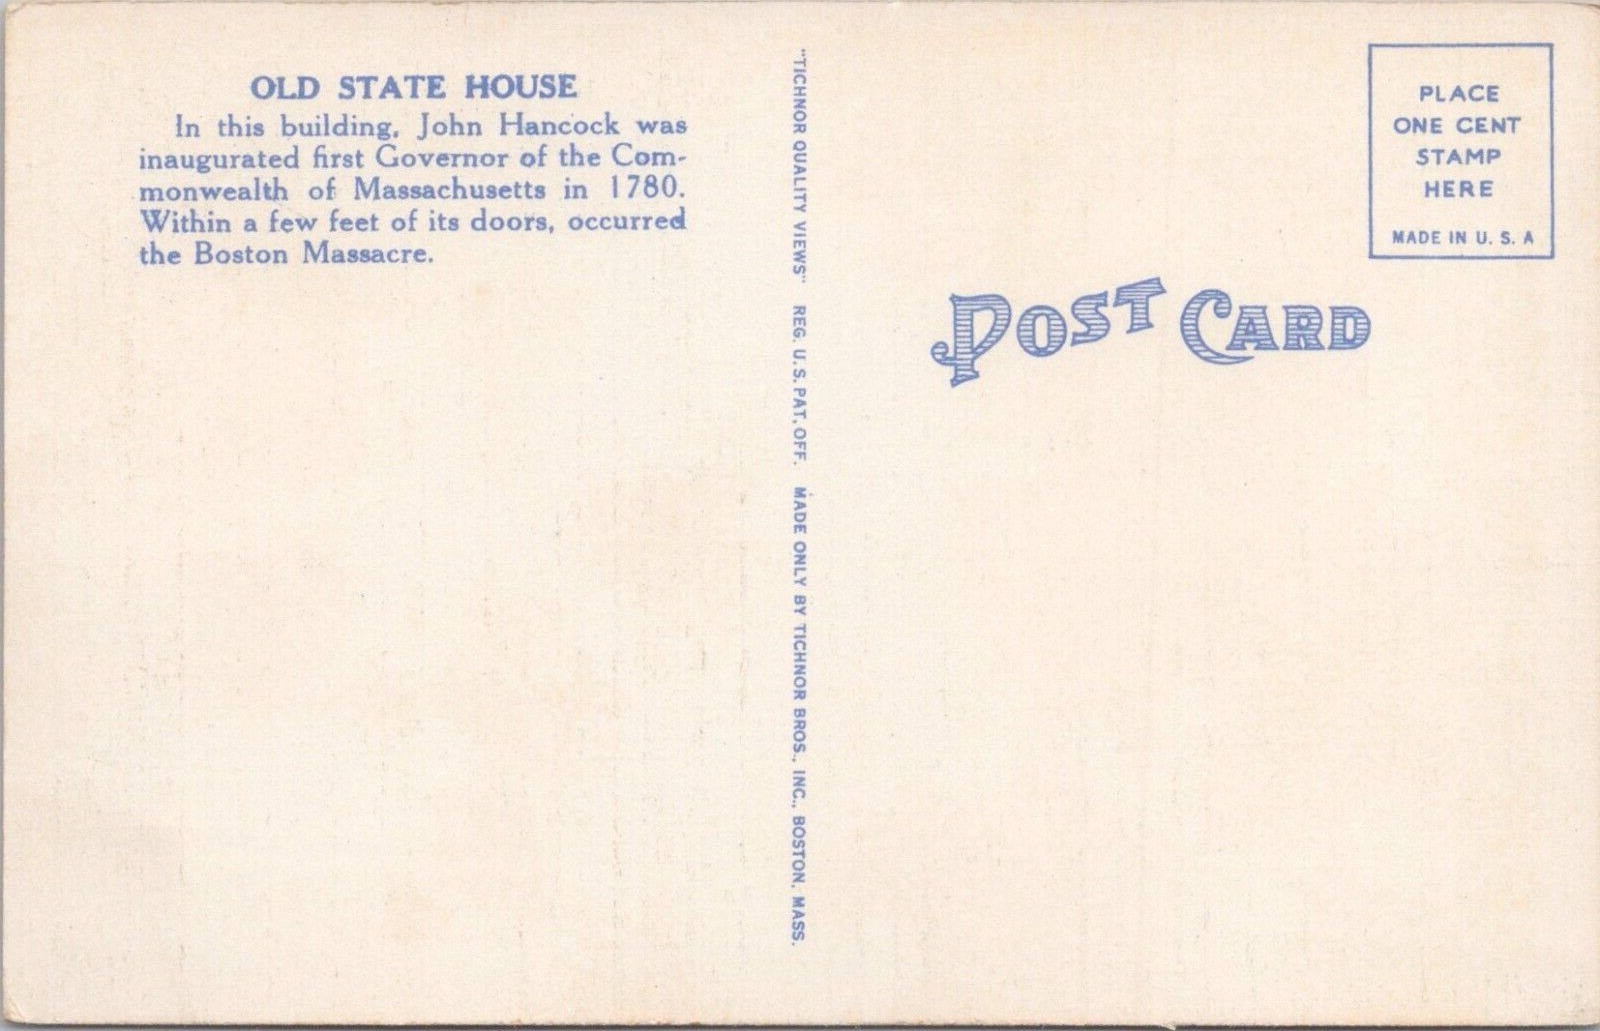 OLD STATE HOUSE
In this building, John Hancock was
inaugurated first Governor of the Com-
monwealth of Massachusetts in 1780.
Within a few feet of its doors, occurred
the Boston Massacre.
"TICHNOR QUALITY VIEWS" REG. U.S. PAT. OFF. MADE ONLY BY TICHNOR BROS., INC., BOSTON, MASS.
PLACE
ONE CENT
STAMP
HERE
MADE IN U. S. A
POST CARD